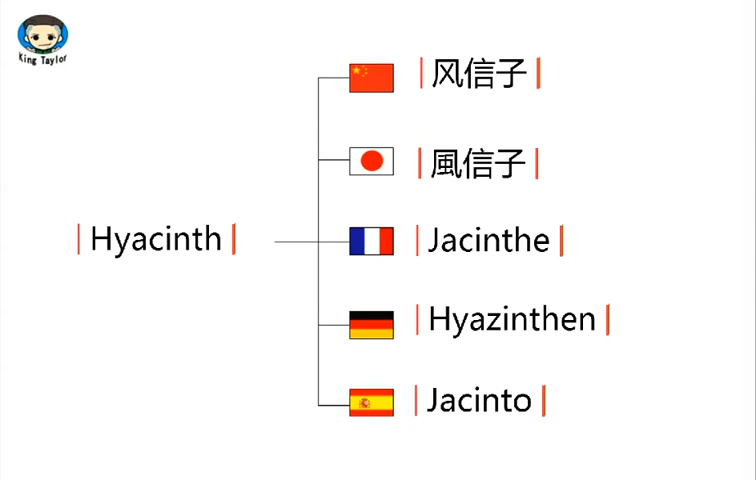 King Taylor
风信子
風信子
Hyacinth
Jacinthe
Hyazinthen
Jacinto